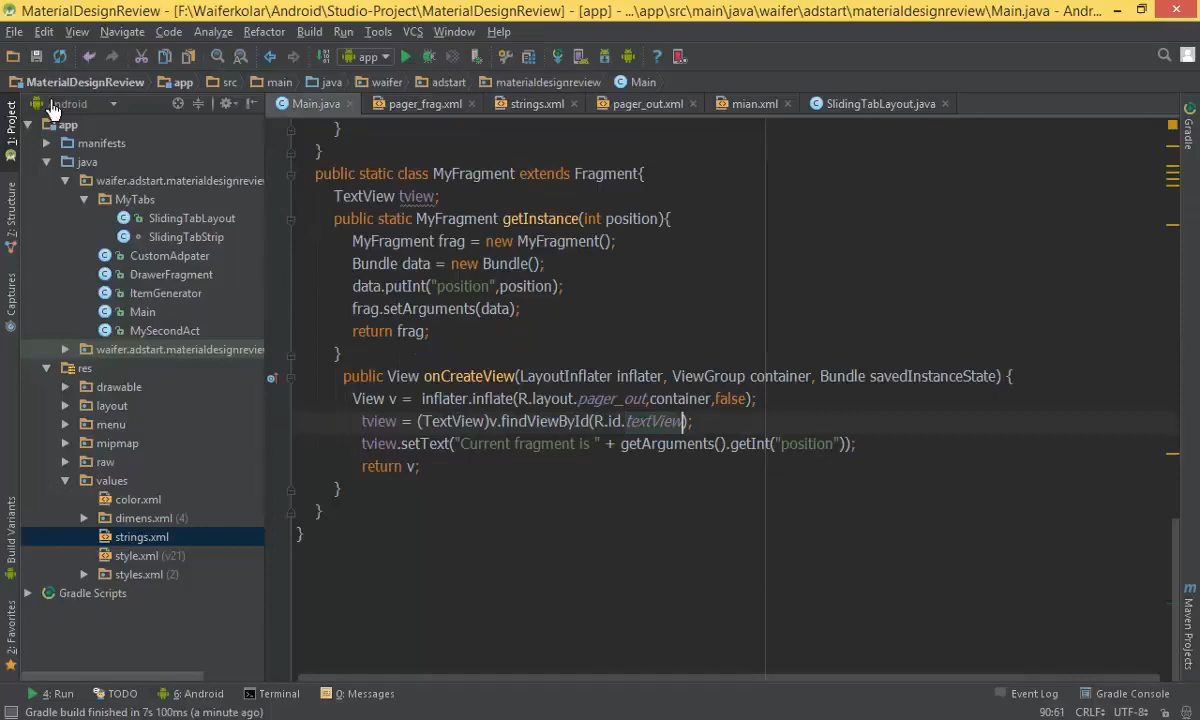 MaterialDesignReview - [F:\Waiferkolar\Android\Studio-Project\MaterialDesignReview] - [app] - ...\app\src\main\java\waifer\adstart\materialdesignreview\Main.java - Andr...
File Edit View Navigate Code Analyze Refactor Build Run Tools VCS Window Help
app
MaterialDesignReview app src main java waifer adstart materialdesignreview Main
1: Project
Z: Structure
Captures
Build Variants
2: Favorites
app
manifests
java
waifer.adstart.materialdesignrevie
MyTabs
SlidingTabLayout
SlidingTabStrip
CustomAdpater
DrawerFragment
ItemGenerator
Main
MySecondAct
waifer.adstart.materialdesignrevie
res
drawable
layout
menu
mipmap
raw
values
color.xml
dimens.xml (4)
strings.xml
style.xml (v21)
styles.xml (2)
Gradle Scripts
Main.java pager_frag.xml strings.xml pager_out.xml mian.xml SlidingTabLayout.java
}
}
public static class MyFragment extends Fragment{
TextView tview;
public static MyFragment getInstance(int position){
MyFragment frag = new MyFragment();
Bundle data = new Bundle();
data.putInt("position",position);
frag.setArguments(data);
return frag;
}
public View onCreateView(LayoutInflater inflater, ViewGroup container, Bundle savedInstanceState) {
View v =  inflater.inflate(R.layout.pager_out,container,false);
tview = (TextView)v.findViewById(R.id.textView);
tview.setText("Current fragment is " + getArguments().getInt("position"));
return v;
}
}
}
Gradle
Maven Projects
4: Run TODO 6: Android Terminal 0: Messages Event Log Gradle Console
Gradle build finished in 7s 100ms (a minute ago) 90:61 CRLF UTF-8